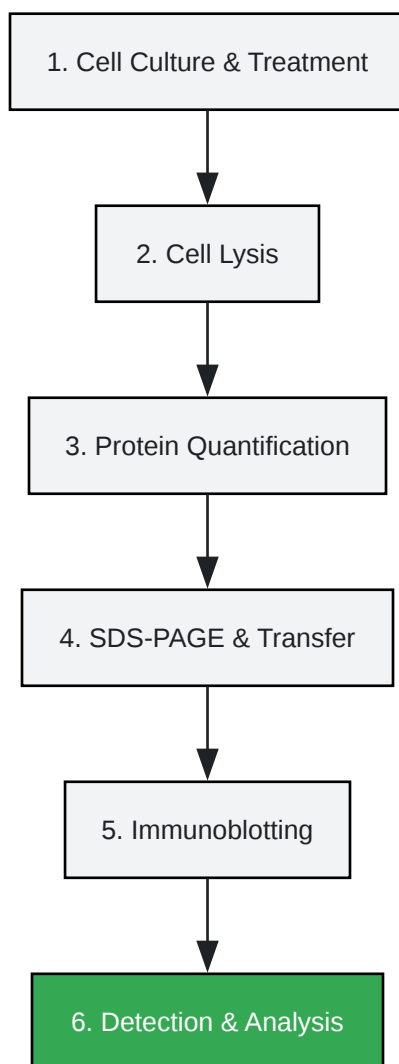 1. Cell Culture & Treatment
2. Cell Lysis
3. Protein Quantification
4. SDS-PAGE & Transfer
5. Immunoblotting
6. Detection & Analysis